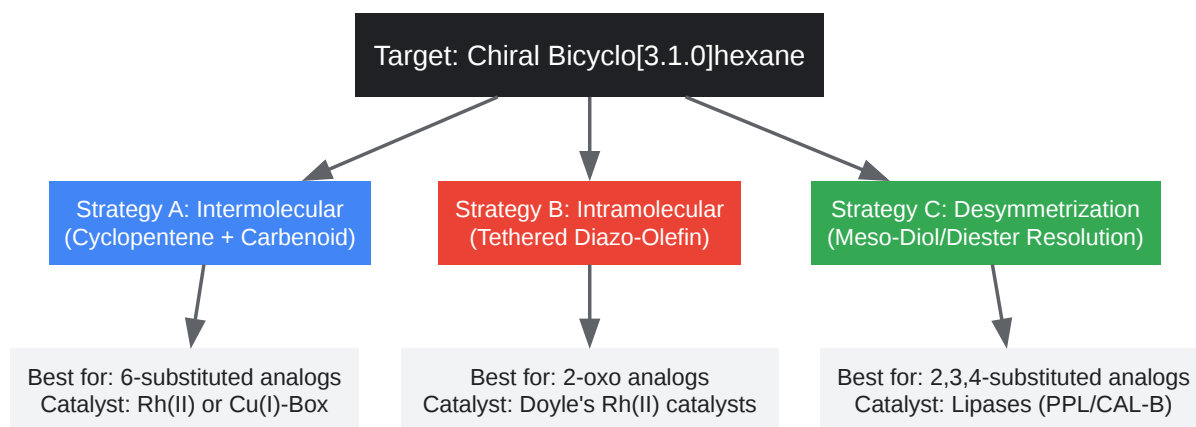 Target: Chiral Bicyclo[3.1.0]hexane
Strategy A: Intermolecular
(Cyclopentene + Carbenoid)
Strategy B: Intramolecular
(Tethered Diazo-Olefin)
Strategy C: Desymmetrization
(Meso-Diol/Diester Resolution)
Best for: 6-substituted analogs
Catalyst: Rh(II) or Cu(I)-Box
Best for: 2-oxo analogs
Catalyst: Doyle's Rh(II) catalysts
Best for: 2,3,4-substituted analogs
Catalyst: Lipases (PPL/CAL-B)